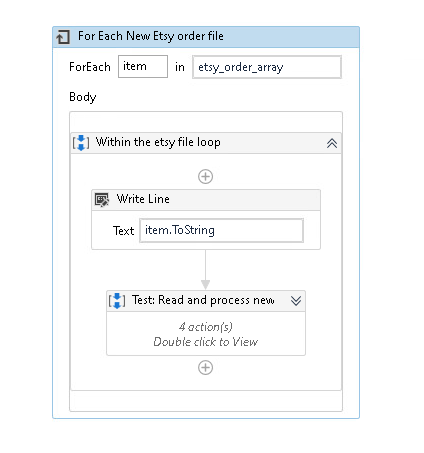 For Each New Etsy order file
ForEach item in etsy_order_array
Body
Within the etsy file loop
Write Line
Text item.ToString
Test: Read and process new
4 action(s)
Double click to View